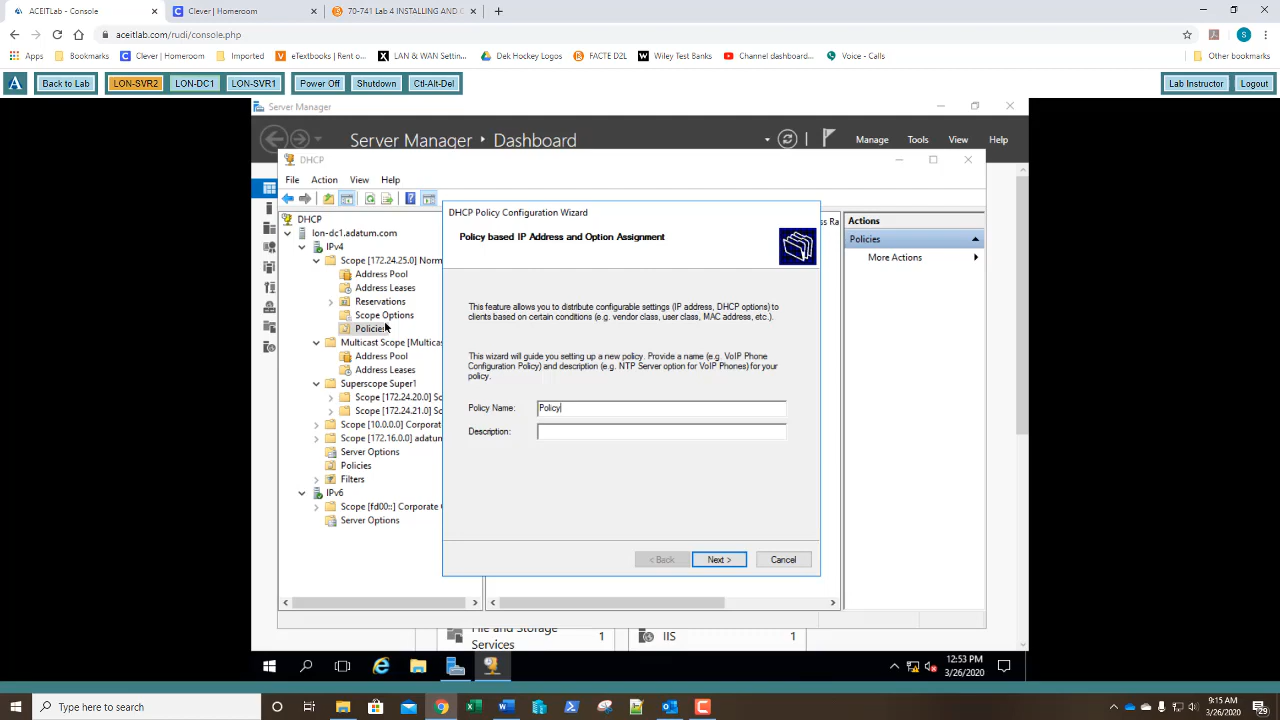 ACEITLab - Console
Clever | Homeroom
70-741 Lab 4 INSTALLING AND C
aceitlab.com/rudi/console.php
S
Apps
Bookmarks
Clever | Homeroom
Imported
eTextbooks | Rent o...
LAN & WAN Setting...
Dek Hockey Logos
FACTE D2L
Wiley Test Banks
Channel dashboard...
Voice - Calls
Other bookmarks
Back to Lab
LON-SVR2
LON-DC1
LON-SVR1
Power Off
Shutdown
Ctl-Alt-Del
Lab Instructor
Logout
Server Manager
Server Manager
Dashboard
Manage
Tools
View
Help
DHCP
File
Action
View
Help
DHCP
lon-dc1.adatum.com
IPv4
Scope [172.24.25.0] Norm
Address Pool
Address Leases
Reservations
Scope Options
Policies
Multicast Scope [Multicas
Address Pool
Address Leases
Superscope Super1
Scope [172.24.20.0] Sc
Scope [172.24.21.0] Sc
Scope [10.0.0.0] Corporat
Scope [172.16.0.0] adatun
Server Options
Policies
Filters
IPv6
Scope [fd00::] Corporate (
Server Options
DHCP Policy Configuration Wizard
Policy based IP Address and Option Assignment
This feature allows you to distribute configurable settings (IP address, DHCP options) to
clients based on certain conditions (e.g. vendor class, user class, MAC address, etc.).
This wizard will guide you setting up a new policy. Provide a name (e.g. VoIP Phone
Configuration Policy) and description (e.g. NTP Server option for VoIP Phones) for your
policy.
Policy Name:
Policy
Description:
< Back
Next >
Cancel
ss Ra
Actions
Policies
More Actions
File and Storage
Services
1
IIS
1
12:53 PM
3/26/2020
Type here to search
9:15 AM
3/26/2020